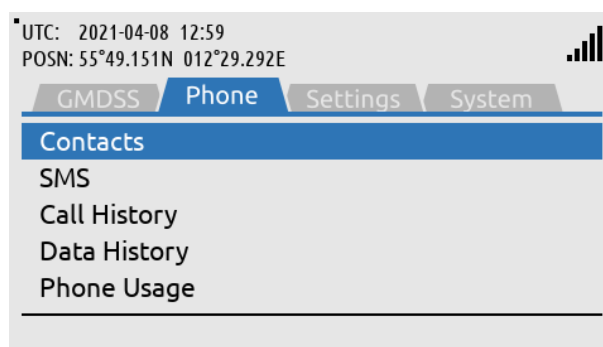 UTC: 2021-04-08 12:59
POSN: 55°49.151N 012°29.292E
GMDSS Phone Settings System
Contacts
SMS
Call History
Data History
Phone Usage